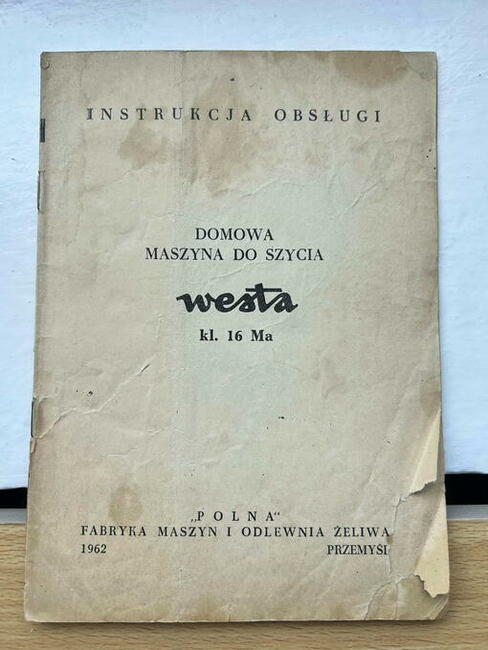 INSTRUKCJA OBSŁUGI
DOMOWA
MASZYNA DO SZYCIA
westa
kl. 16 Ma
„POLNA“
FABRYKA MASZYN I ODLEWNIA ŻELIWA
1962 PRZEMYŚl